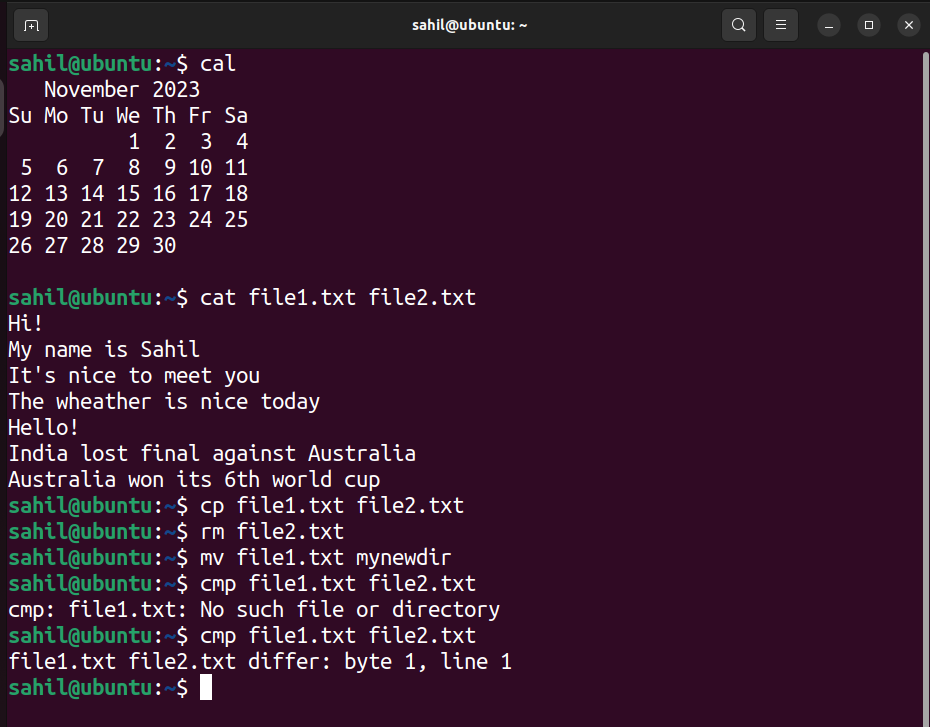 sahil@ubuntu: ~
sahil@ubuntu:~$ cal
   November 2023
Su Mo Tu We Th Fr Sa
          1  2  3  4
 5  6  7  8  9 10 11
12 13 14 15 16 17 18
19 20 21 22 23 24 25
26 27 28 29 30
sahil@ubuntu:~$ cat file1.txt file2.txt
Hi!
My name is Sahil
It's nice to meet you
The wheather is nice today
Hello!
India lost final against Australia
Australia won its 6th world cup
sahil@ubuntu:~$ cp file1.txt file2.txt
sahil@ubuntu:~$ rm file2.txt
sahil@ubuntu:~$ mv file1.txt mynewdir
sahil@ubuntu:~$ cmp file1.txt file2.txt
cmp: file1.txt: No such file or directory
sahil@ubuntu:~$ cmp file1.txt file2.txt
file1.txt file2.txt differ: byte 1, line 1
sahil@ubuntu:~$